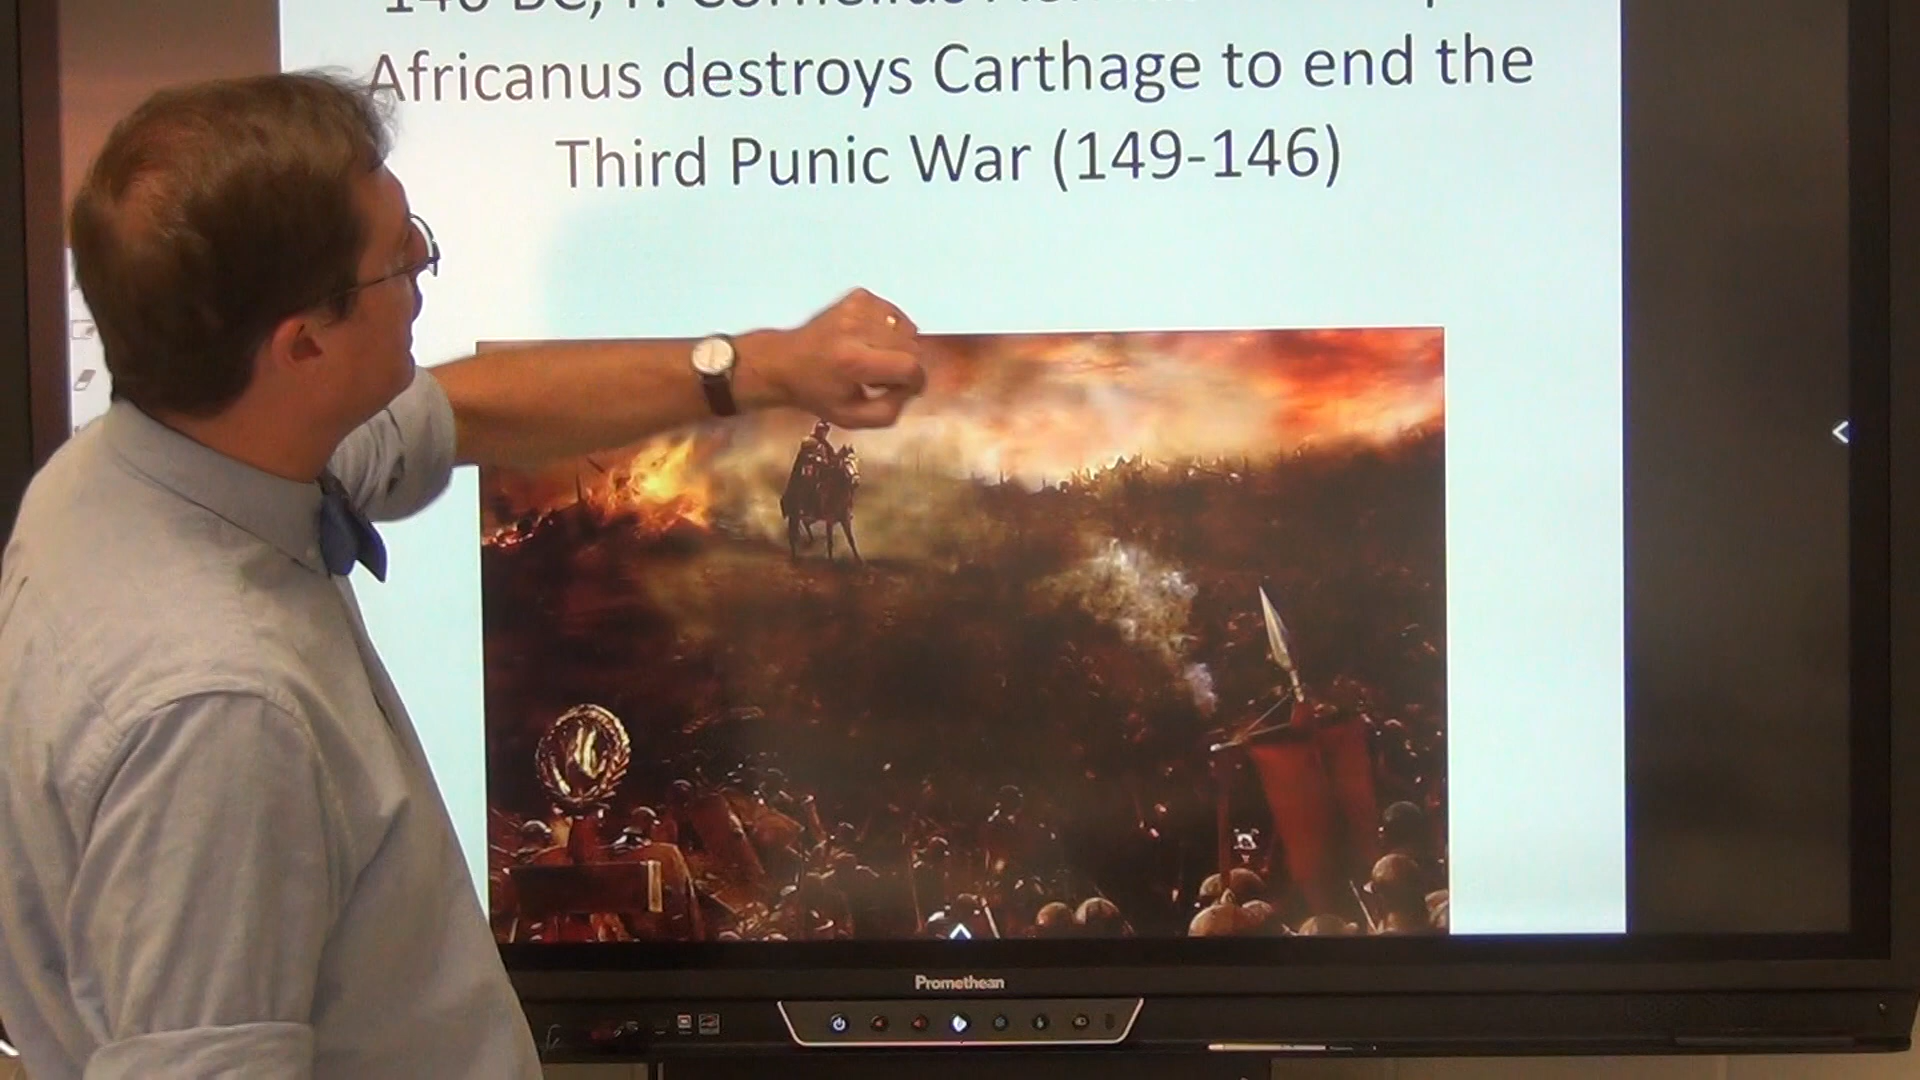 Africanus destroys Carthage to end the
Third Punic War (149-146)
Promethean